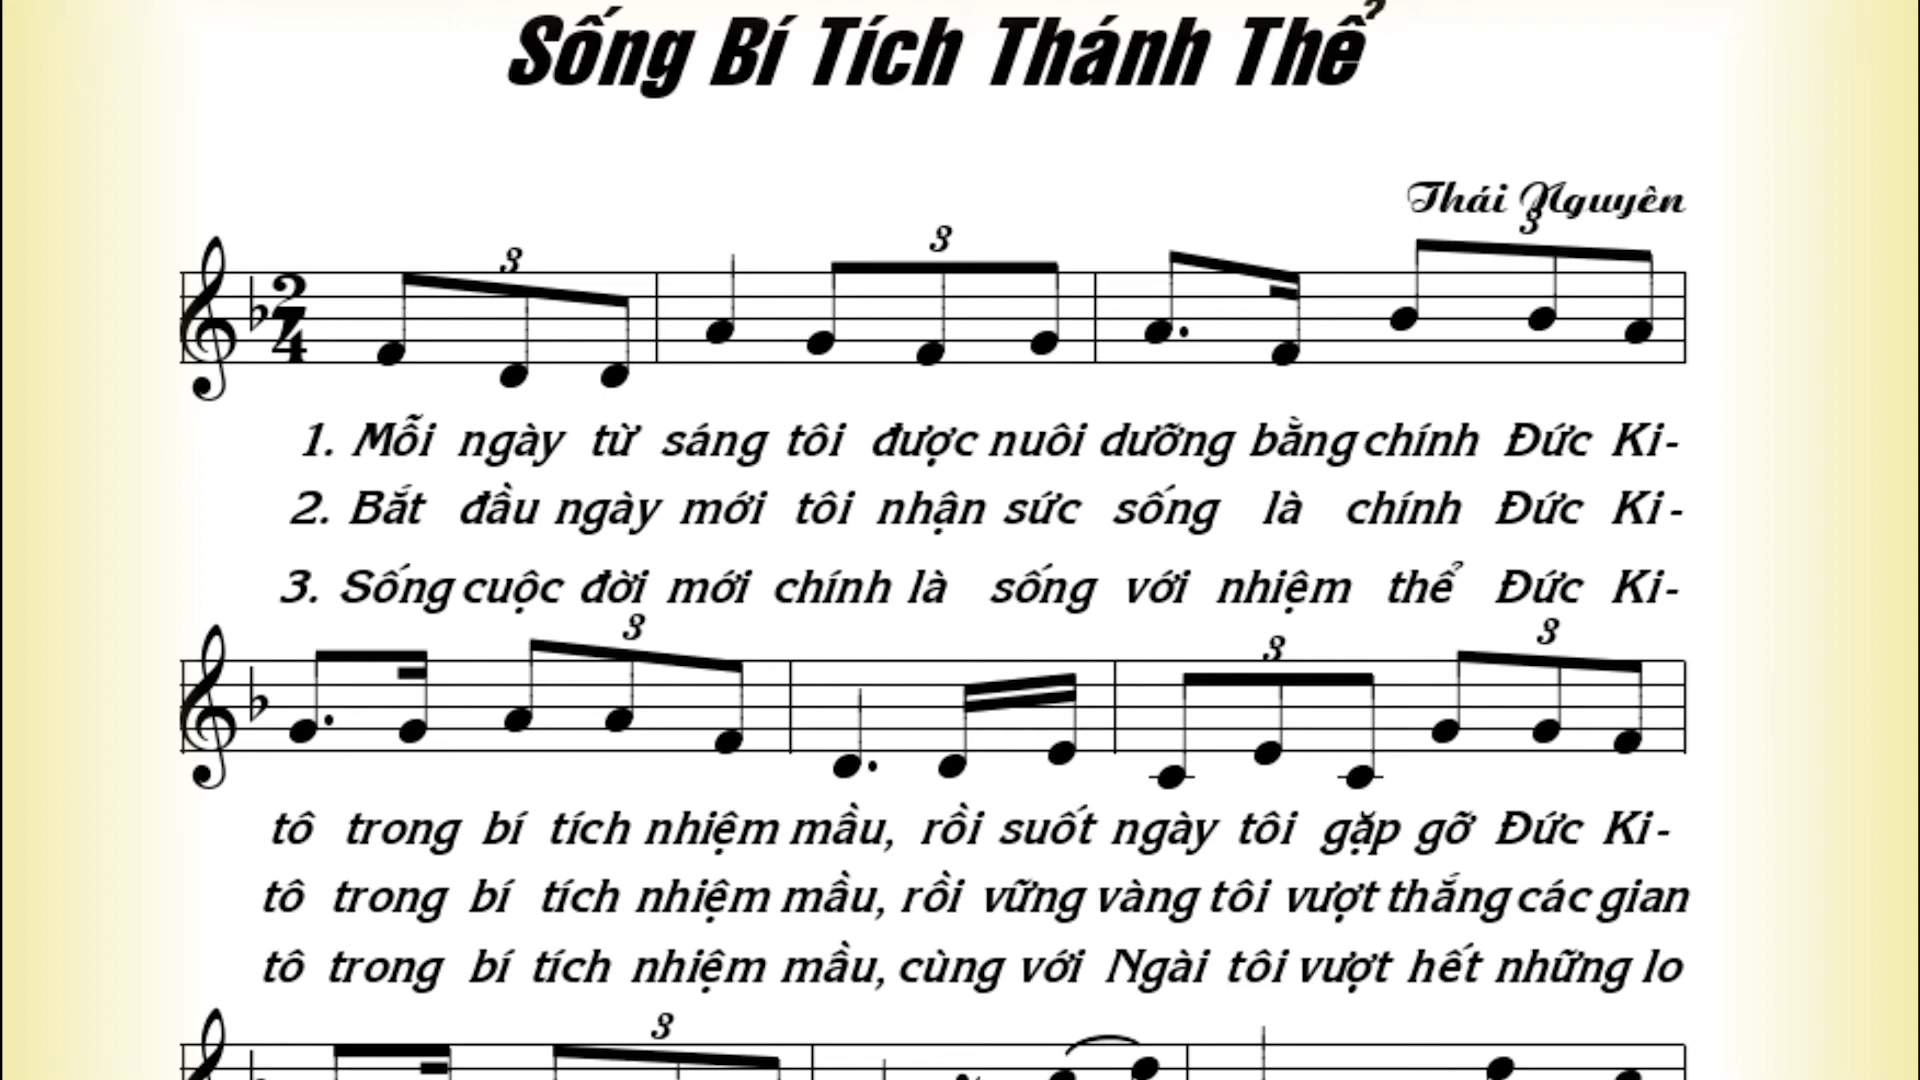 Sống Bí Tích Thánh Thể
Thái Nguyên
3 3 3
2
4
1. Mỗi ngày từ sáng tôi được nuôi dưỡng bằng chính Đức Ki-
2. Bắt đầu ngày mới tôi nhận sức sống là chính Đức Ki-
3. Sống cuộc đời mới chính là sống với nhiệm thể Đức Ki-
3 3 3
tô trong bí tích nhiệm mầu, rồi suốt ngày tôi gặp gỡ Đức Ki-
tô trong bí tích nhiệm mầu, rồi vững vàng tôi vượt thắng các gian
tô trong bí tích nhiệm mầu, cùng với Ngài tôi vượt hết những lo
3